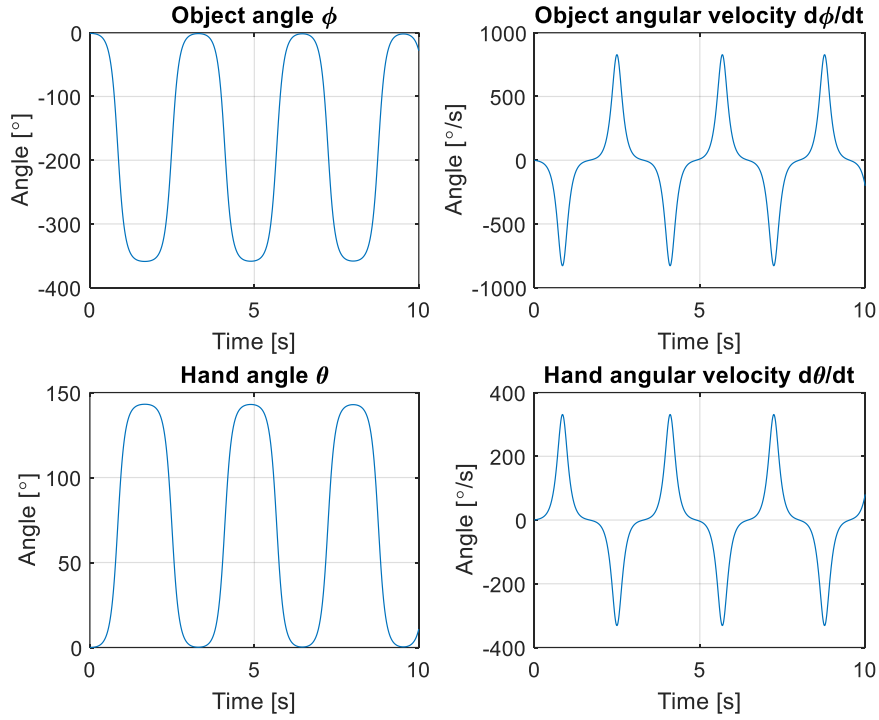 Object angle ϕ
0
-100
-200
-300
-400
Angle [°]
0
5
10
Time [s]
Object angular velocity dϕ/dt
1000
500
0
-500
-1000
Angle [°/s]
0
5
10
Time [s]
Hand angle θ
150
100
50
0
Angle [°]
0
5
10
Time [s]
Hand angular velocity dθ/dt
400
200
0
-200
-400
Angle [°/s]
0
5
10
Time [s]